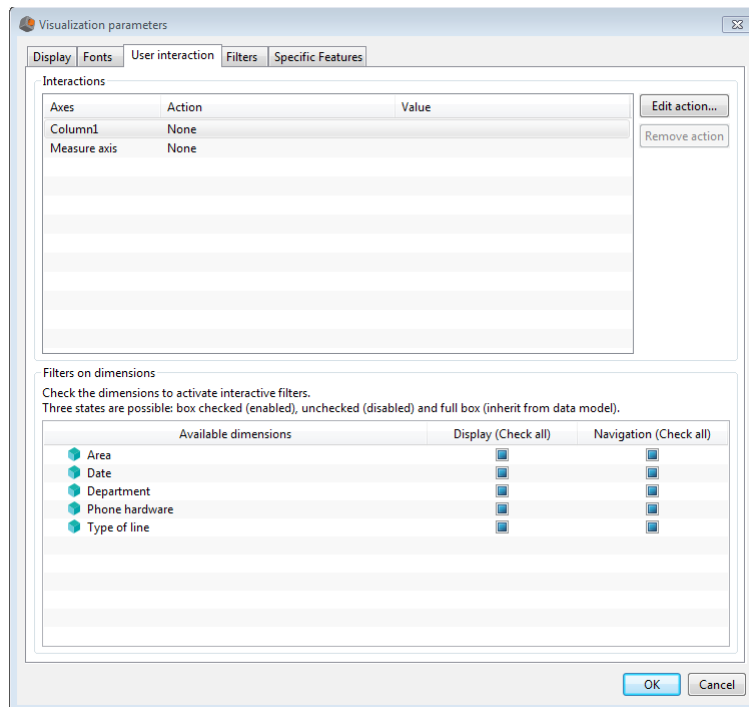 Visualization parameters
Display Fonts User interaction Filters Specific Features
Interactions
Axes Action Value
Column1 None
Measure axis None
Edit action...
Remove action
Filters on dimensions
Check the dimensions to activate interactive filters.
Three states are possible: box checked (enabled), unchecked (disabled) and full box (inherit from data model).
Available dimensions Display (Check all) Navigation (Check all)
Area
Date
Department
Phone hardware
Type of line
OK Cancel